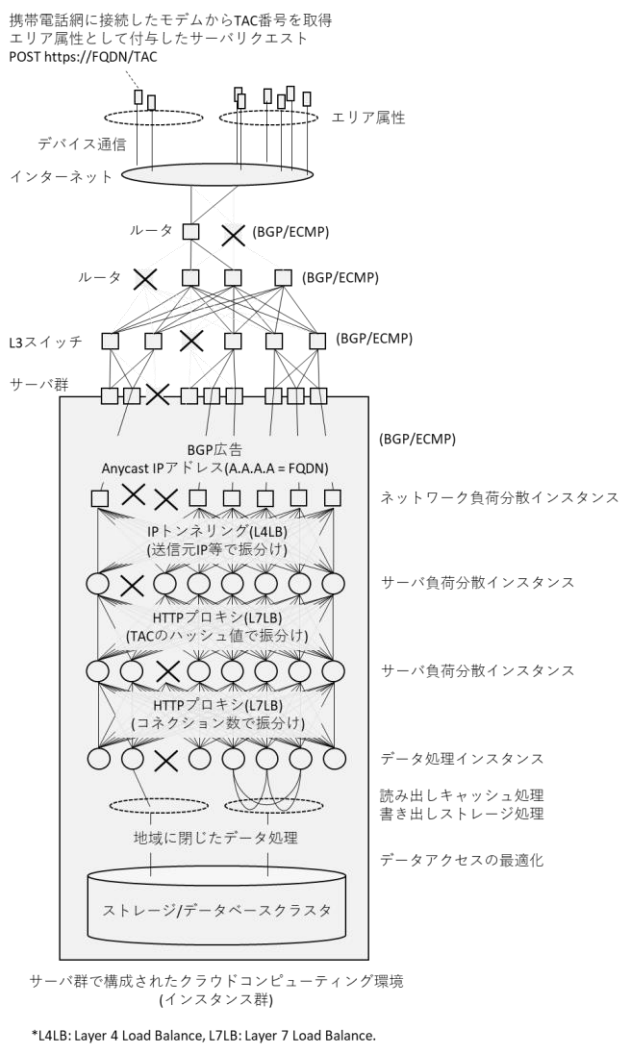 携帯電話網に接続したモデムからTAC番号を取得
エリア属性として付与したサーバリクエスト
POST https://FQDN/TAC
エリア属性
デバイス通信
インターネット
ルータ
(BGP/ECMP)
ルータ
(BGP/ECMP)
L3スイッチ
(BGP/ECMP)
サーバ群
(BGP/ECMP)
BGP広告
Anycast IPアドレス(A.A.A.A = FQDN)
ネットワーク負荷分散インスタンス
IPトンネリング(L4LB)
(送信元IP等で振分け)
サーバ負荷分散インスタンス
HTTPプロキシ(L7LB)
(TACのハッシュ値で振分け)
サーバ負荷分散インスタンス
HTTPプロキシ(L7LB)
(コネクション数で振分け)
データ処理インスタンス
読み出しキャッシュ処理
書き出しストレージ処理
地域に閉じたデータ処理
データアクセスの最適化
ストレージ/データベースクラスタ
サーバ群で構成されたクラウドコンピューティング環境
(インスタンス群)
*L4LB: Layer 4 Load Balance, L7LB: Layer 7 Load Balance.